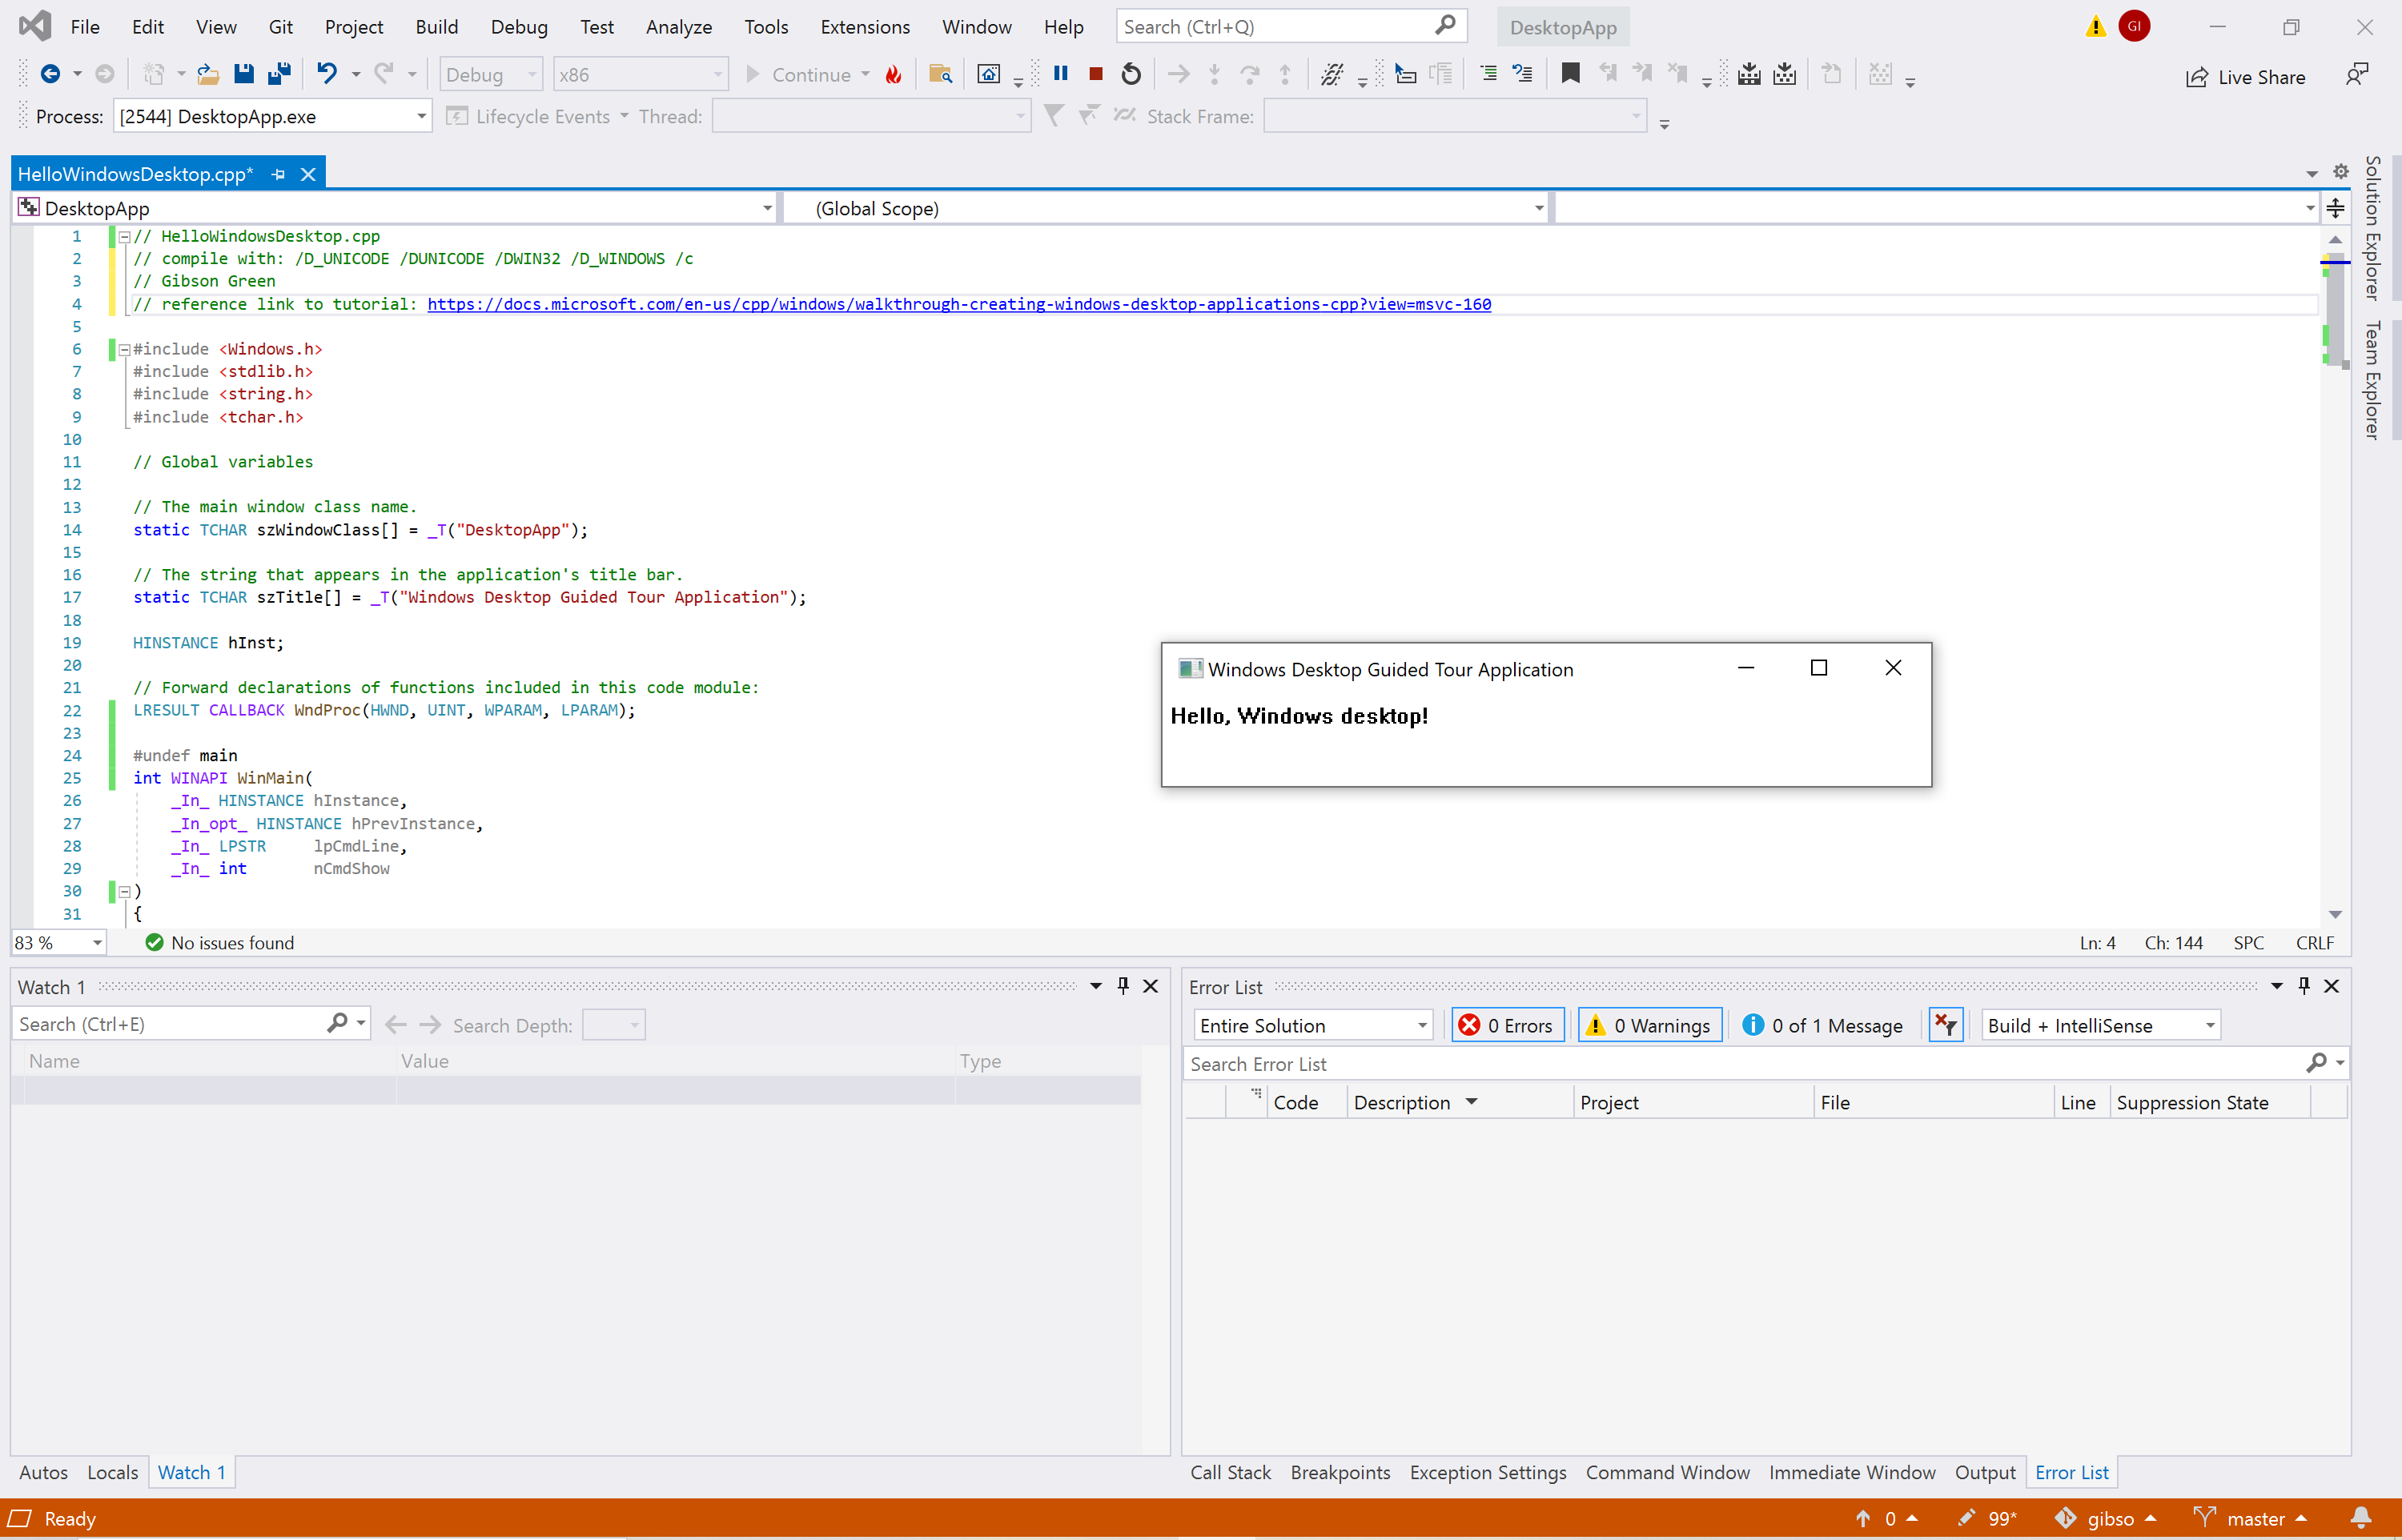 File Edit View Git Project Build Debug Test Analyze Tools Extensions Window Help Search (Ctrl+Q) DesktopApp GI
Debug x86 Continue Live Share
Process: [2544] DesktopApp.exe Lifecycle Events Thread: Stack Frame:
HelloWindowsDesktop.cpp*
DesktopApp (Global Scope)
Solution Explorer
Team Explorer
1 // HelloWindowsDesktop.cpp
2 // compile with: /D_UNICODE /DUNICODE /DWIN32 /D_WINDOWS /c
3 // Gibson Green
4 // reference link to tutorial: https://docs.microsoft.com/en-us/cpp/windows/walkthrough-creating-windows-desktop-applications-cpp?view=msvc-160
5
6 #include <Windows.h>
7 #include <stdlib.h>
8 #include <string.h>
9 #include <tchar.h>
10
11 // Global variables
12
13 // The main window class name.
14 static TCHAR szWindowClass[] = _T("DesktopApp");
15
16 // The string that appears in the application's title bar.
17 static TCHAR szTitle[] = _T("Windows Desktop Guided Tour Application");
18
19 HINSTANCE hInst;
20
21 // Forward declarations of functions included in this code module:
22 LRESULT CALLBACK WndProc(HWND, UINT, WPARAM, LPARAM);
23
24 #undef main
25 int WINAPI WinMain(
26 _In_ HINSTANCE hInstance,
27 _In_opt_ HINSTANCE hPrevInstance,
28 _In_ LPSTR lpCmdLine,
29 _In_ int nCmdShow
30 )
31 {
Windows Desktop Guided Tour Application
Hello, Windows desktop!
83 % No issues found Ln: 4 Ch: 144 SPC CRLF
Watch 1
Search (Ctrl+E) Search Depth:
Name Value Type
Autos Locals Watch 1
Error List
Entire Solution 0 Errors 0 Warnings 0 of 1 Message Build + IntelliSense
Search Error List
Code Description Project File Line Suppression State
Call Stack Breakpoints Exception Settings Command Window Immediate Window Output Error List
Ready 0 99* gibso master